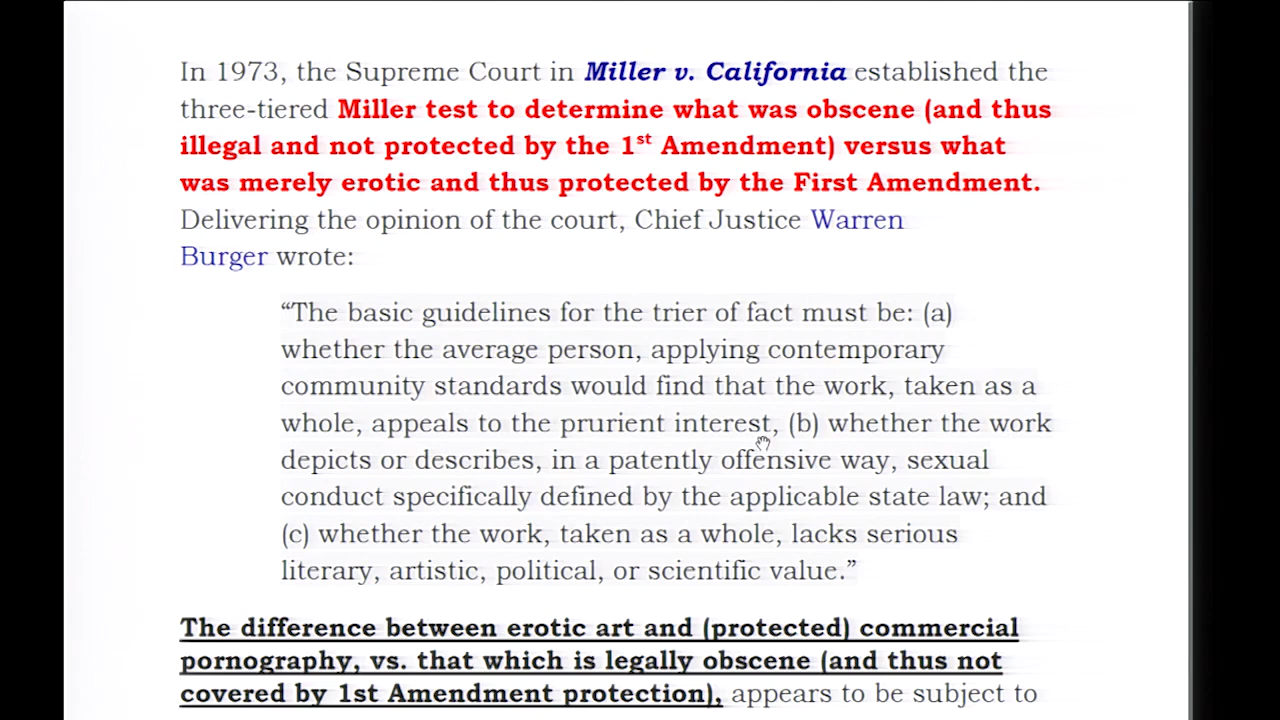 In 1973, the Supreme Court in Miller v. California established the
three-tiered Miller test to determine what was obscene (and thus
illegal and not protected by the 1st Amendment) versus what
was merely erotic and thus protected by the First Amendment.
Delivering the opinion of the court, Chief Justice Warren
Burger wrote:
“The basic guidelines for the trier of fact must be: (a)
whether the average person, applying contemporary
community standards would find that the work, taken as a
whole, appeals to the prurient interest, (b) whether the work
depicts or describes, in a patently offensive way, sexual
conduct specifically defined by the applicable state law; and
(c) whether the work, taken as a whole, lacks serious
literary, artistic, political, or scientific value.”
The difference between erotic art and (protected) commercial
pornography, vs. that which is legally obscene (and thus not
covered by 1st Amendment protection), appears to be subject to